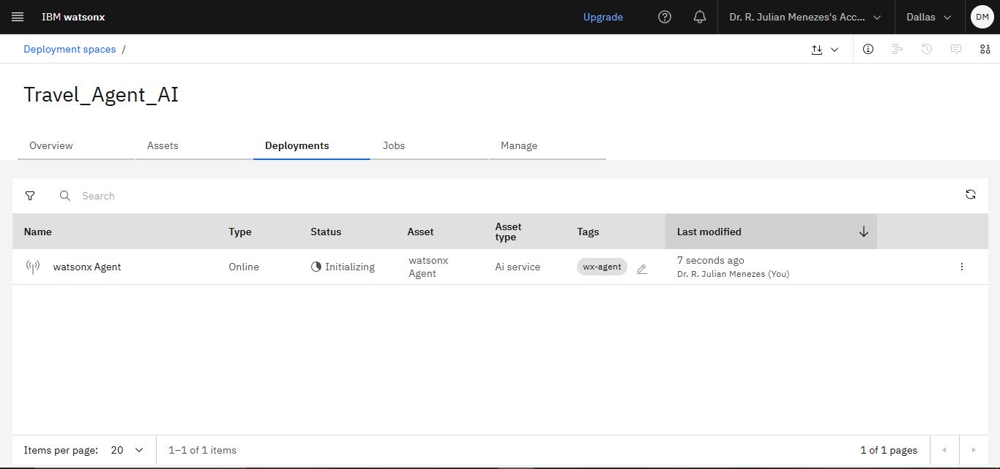 IBM watsonx Upgrade Dr. R. Julian Menezes's Acc... Dallas DM
Deployment spaces /
Travel_Agent_AI
Overview Assets Deployments Jobs Manage
Search
Name Type Status Asset Asset type Tags Last modified
watsonx Agent Online Initializing watsonx Agent Ai service wx-agent 7 seconds ago
Dr. R. Julian Menezes (You)
Items per page: 20 1–1 of 1 items 1 of 1 pages